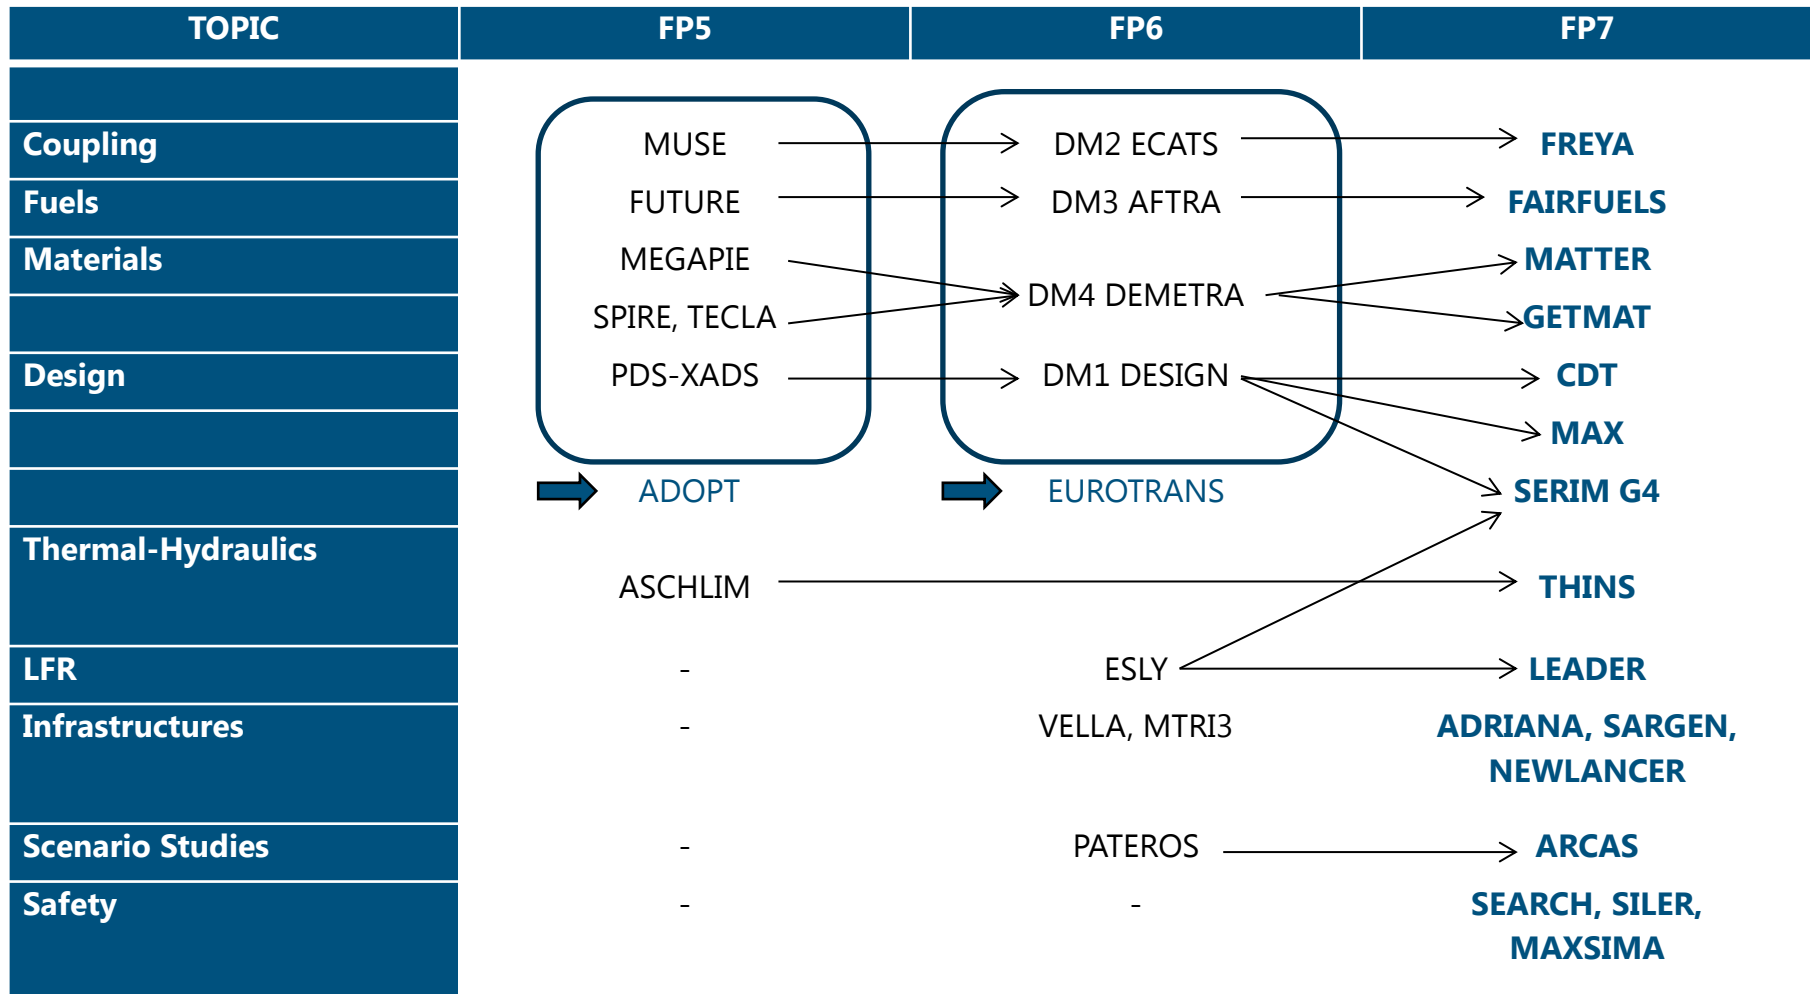 TOPIC FP5 FP6 FP7
Coupling MUSE DM2 ECATS FREYA
Fuels FUTURE DM3 AFTRA FAIRFUELS
Materials MEGAPIE MATTER
DM4 DEMETRA
SPIRE, TECLA GETMAT
Design PDS-XADS DM1 DESIGN CDT
MAX
ADOPT EUROTRANS SERIM G4
Thermal-Hydraulics
ASCHLIM THINS
LFR - ESLY LEADER
Infrastructures - VELLA, MTRI3 ADRIANA, SARGEN,
NEWLANCER
Scenario Studies - PATEROS ARCAS
Safety - - SEARCH, SILER,
MAXSIMA